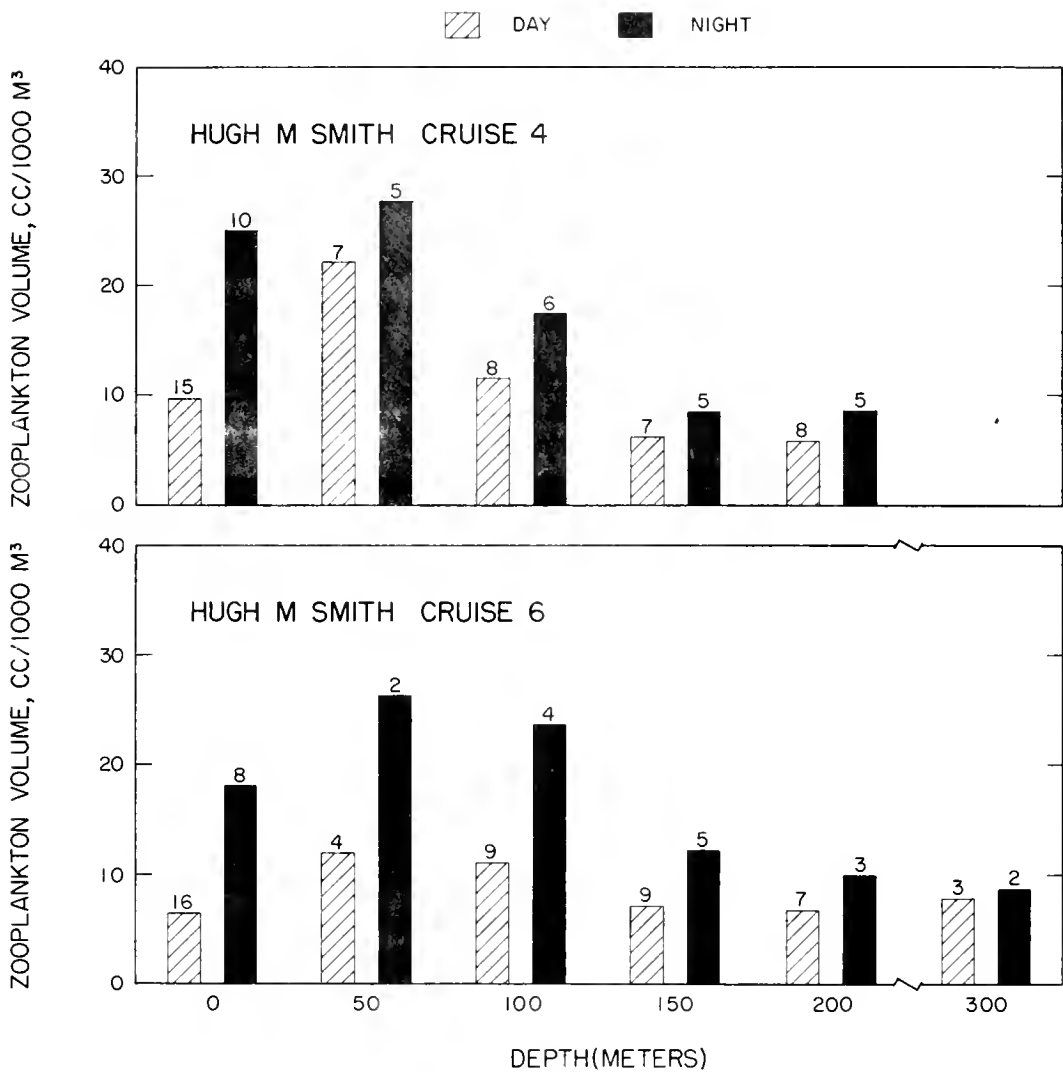 DAY NIGHT
ZOOPLANKTON VOLUME, CC/1000 M³
40
30
20
10
0
HUGH M SMITH CRUISE 4
15 10 7 5 8 6 7 5 8 5
ZOOPLANKTON VOLUME, CC/1000 M³
40
30
20
10
0
HUGH M SMITH CRUISE 6
16 8 4 2 9 4 9 5 7 3 3 2
0 50 100 150 200 300
DEPTH(METERS)